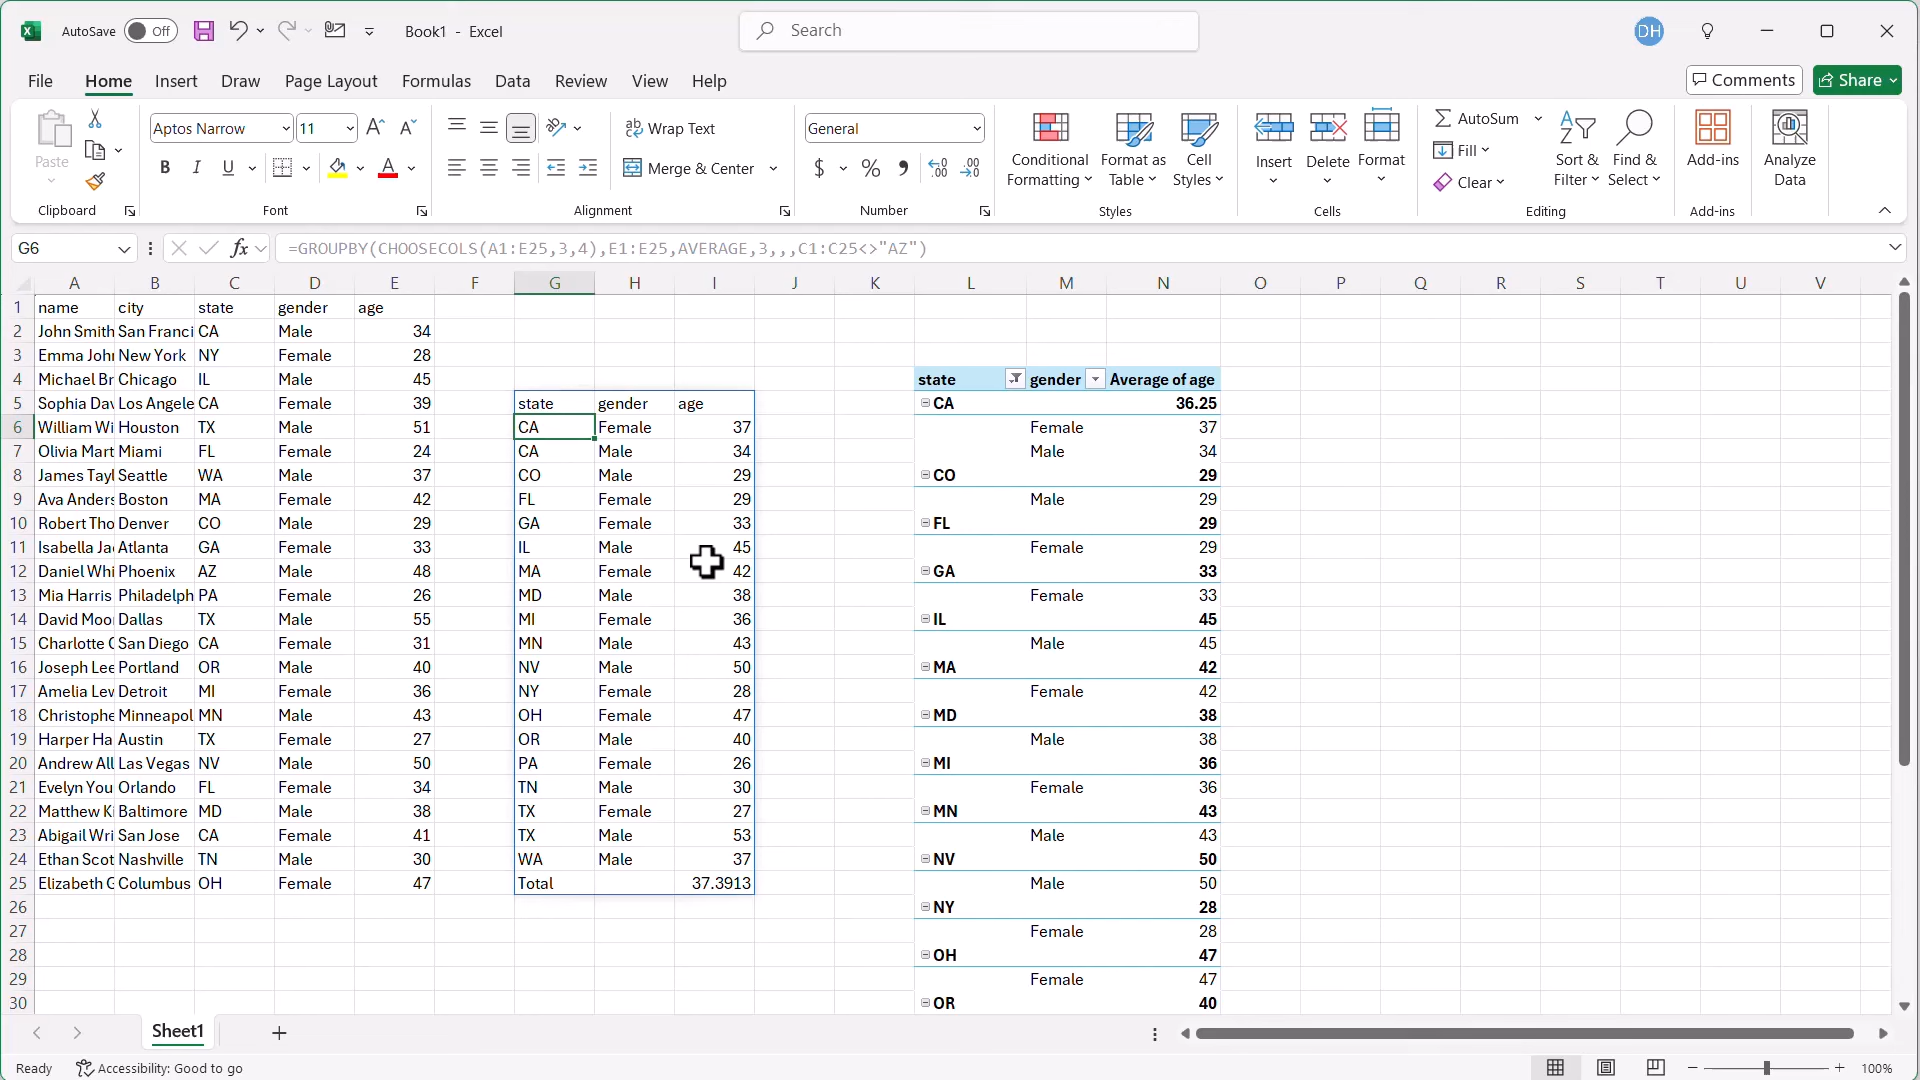 AutoSave Off Book1 - Excel Search DH
File Home Insert Draw Page Layout Formulas Data Review View Help Comments Share
Paste Aptos Narrow 11 Wrap Text General Conditional Formatting Format as Table Cell Styles Insert Delete Format AutoSum Sort & Filter Find & Select Add-ins Analyze Data
B I U Merge & Center $ % Fill
Clear
Clipboard Font Alignment Number Styles Cells Editing Add-ins
G6 fx =GROUPBY(CHOOSECOLS(A1:E25,3,4),E1:E25,AVERAGE,3,,,C1:C25<>"AZ")
A B C D E F G H I J K L M N O P Q R S T U V
1 name city state gender age
2 John Smith San Franci CA Male 34
3 Emma Joh New York NY Female 28
4 Michael Br Chicago IL Male 45 state gender Average of age
5 Sophia Dav Los Angele CA Female 39 state gender age CA 36.25
6 William Wi Houston TX Male 51 CA Female 37 Female 37
7 Olivia Mart Miami FL Female 24 CA Male 34 Male 34
8 James Tayl Seattle WA Male 37 CO Male 29 CO 29
9 Ava Anders Boston MA Female 42 FL Female 29 Male 29
10 Robert Tho Denver CO Male 29 GA Female 33 FL 29
11 Isabella Ja Atlanta GA Female 33 IL Male 45 Female 29
12 Daniel Whi Phoenix AZ Male 48 MA Female 42 GA 33
13 Mia Harris Philadelph PA Female 26 MD Male 38 Female 33
14 David Moo Dallas TX Male 55 MI Female 36 IL 45
15 Charlotte C San Diego CA Female 31 MN Male 43 Male 45
16 Joseph Lee Portland OR Male 40 NV Male 50 MA 42
17 Amelia Lew Detroit MI Female 36 NY Female 28 Female 42
18 Christophe Minneapol MN Male 43 OH Female 47 MD 38
19 Harper Ha Austin TX Female 27 OR Male 40 Male 38
20 Andrew All Las Vegas NV Male 50 PA Female 26 MI 36
21 Evelyn You Orlando FL Female 34 TN Male 30 Female 36
22 Matthew Ki Baltimore MD Male 38 TX Female 27 MN 43
23 Abigail Wri San Jose CA Female 41 TX Male 53 Male 43
24 Ethan Scot Nashville TN Male 30 WA Male 37 NV 50
25 Elizabeth G Columbus OH Female 47 Total 37.3913 Male 50
26 NY 28
27 Female 28
28 OH 47
29 Female 47
30 OR 40
Sheet1
Ready Accessibility: Good to go 100%